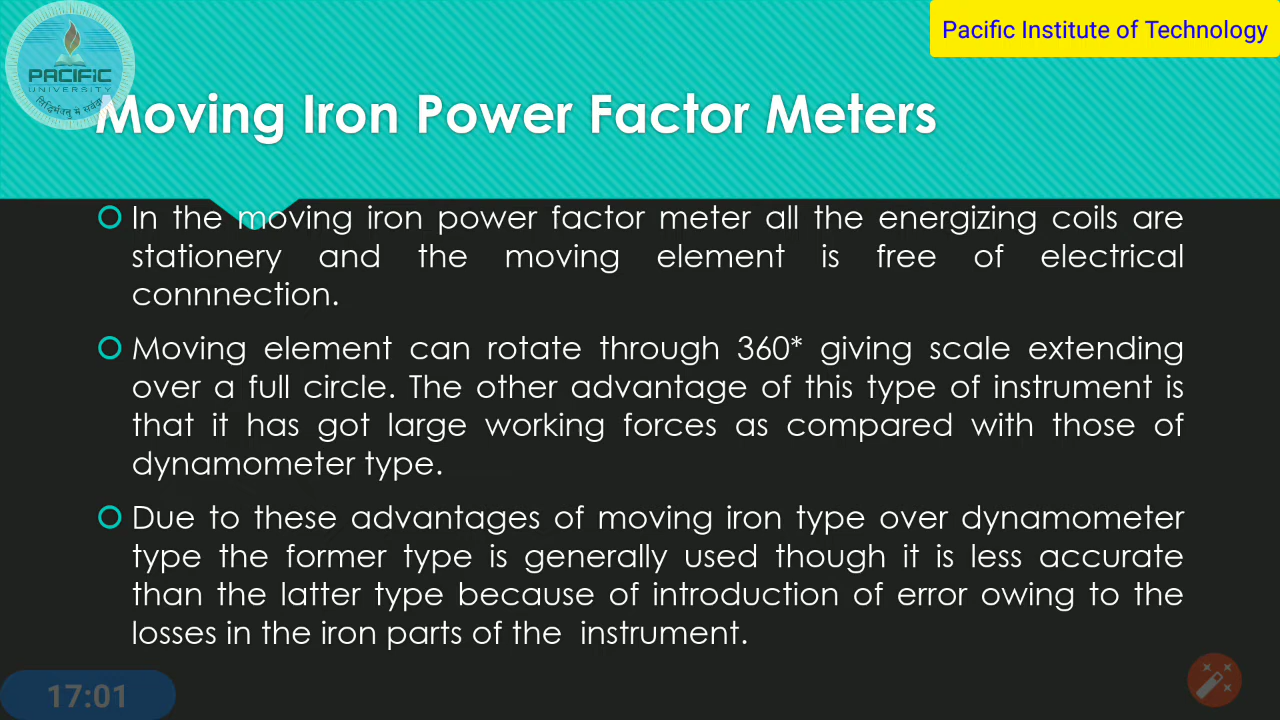 Pacific Institute of Technology
PACIFIC
UNIVERSITY
Moving Iron Power Factor Meters
In the moving iron power factor meter all the energizing coils are
stationery and the moving element is free of electrical
connnection.
Moving element can rotate through 360* giving scale extending
over a full circle. The other advantage of this type of instrument is
that it has got large working forces as compared with those of
dynamometer type.
Due to these advantages of moving iron type over dynamometer
type the former type is generally used though it is less accurate
than the latter type because of introduction of error owing to the
losses in the iron parts of the instrument.
17:01